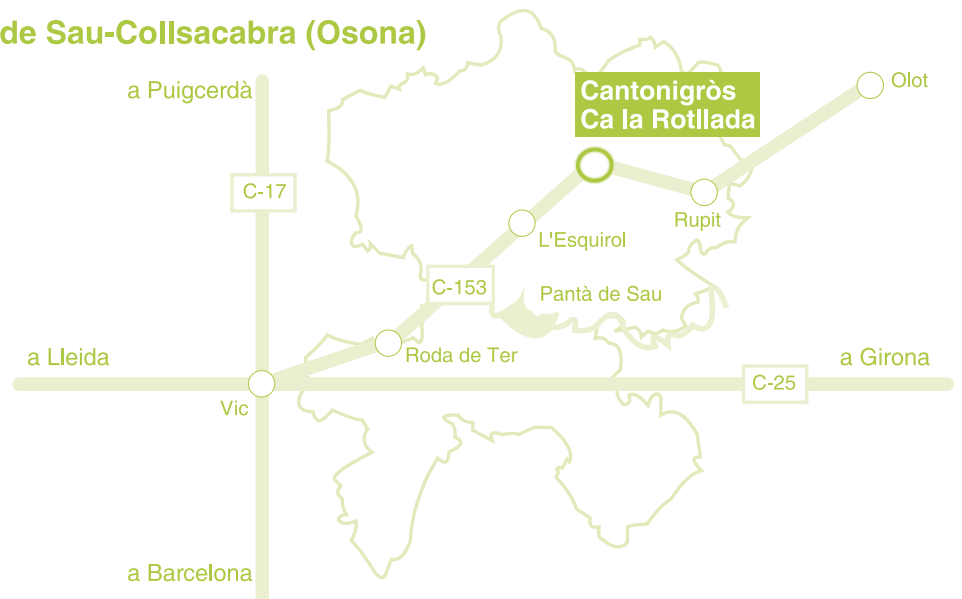 de Sau-Collsacabra (Osona)
a Puigcerdà
Cantonigròs
Ca la Rotllada
Olot
C-17
Rupit
L'Esquirol
C-153
Pantà de Sau
Roda de Ter
a Lleida
a Girona
C-25
Vic
a Barcelona